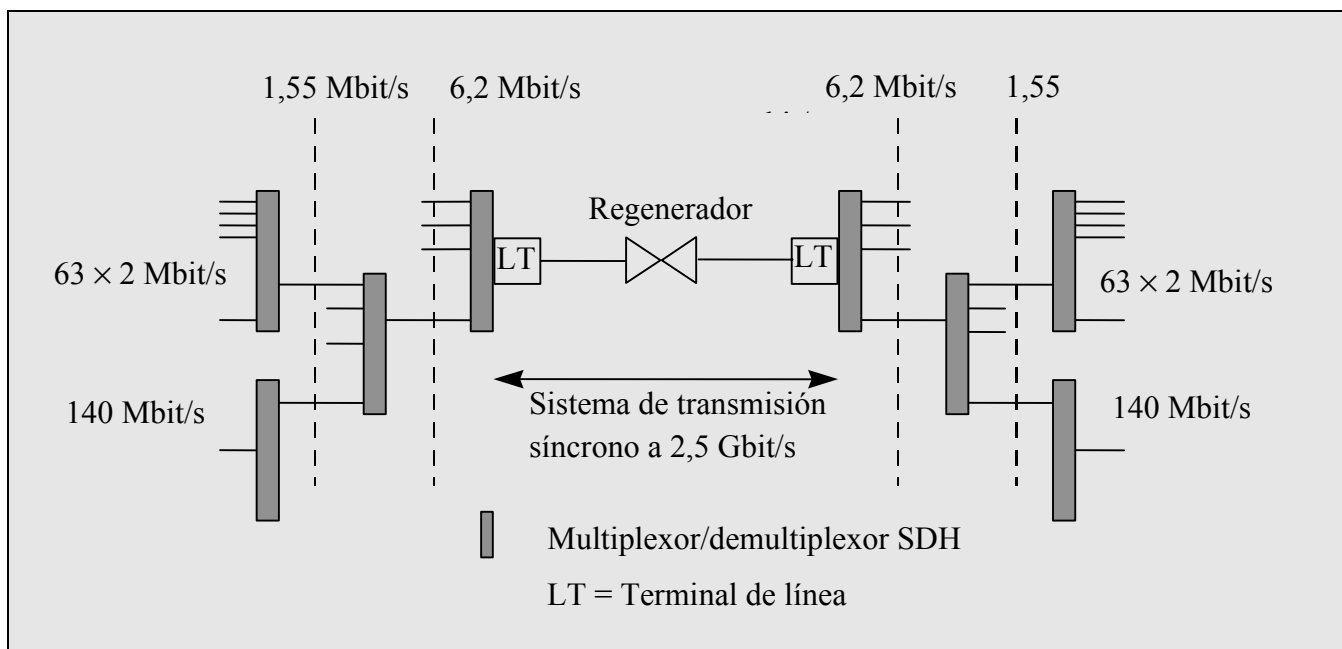 1,55 Mbit/s
6,2 Mbit/s
6,2 Mbit/s
1,55
Regenerador
LT
LT
63 × 2 Mbit/s
63 × 2 Mbit/s
140 Mbit/s
140 Mbit/s
Sistema de transmisión
síncrono a 2,5 Gbit/s
Multiplexor/demultiplexor SDH
LT = Terminal de línea